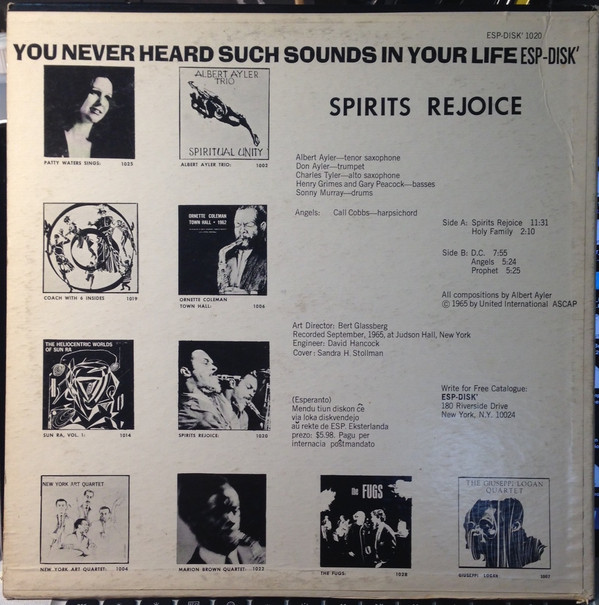 ESP-DISK' 1020
YOU NEVER HEARD SUCH SOUNDS IN YOUR LIFE ESP-DISK'
PATTY WATERS SINGS: 1025
ALBERT AYLER
TRIO
SPIRITUAL UNITY
ALBERT AYLER TRIO: 1002
SPIRITS REJOICE
Albert Ayler—tenor saxophone
Don Ayler—trumpet
Charles Tyler—alto saxophone
Henry Grimes and Gary Peacock—basses
Sonny Murray—drums
Angels: Call Cobbs—harpsichord
Side A: Spirits Rejoice 11:31
Holy Family 2:10
Side B: D.C. 7:55
Angels 5:24
Prophet 5:25
All compositions by Albert Ayler
© 1965 by United International ASCAP
COACH WITH 6 INSIDES 1019
ORNETTE COLEMAN
TOWN HALL • 1962
ORNETTE COLEMAN
TOWN HALL: 1006
Art Director: Bert Glassberg
Recorded September, 1965, at Judson Hall, New York
Engineer: David Hancock
Cover: Sandra H. Stollman
THE HELIOCENTRIC WORLDS
OF SUN RA
SUN RA, VOL. 1: 1014
SPIRITS REJOICE: 1020
(Esperanto)
Mendu tiun diskon ĉe
via loka diskvendejo
aŭ rekte de ESP. Eksterlanda
prezo: $5.98. Pagu per
internacia poŝtmandato
Write for Free Catalogue:
ESP-DISK'
180 Riverside Drive
New York, N.Y. 10024
NEW YORK ART QUARTET
NEW YORK ART QUARTET: 1004
MARION BROWN QUARTET: 1022
the FUGS
THE FUGS: 1028
THE GIUSEPPI LOGAN
QUARTET
GIUSEPPI LOGAN: 1007